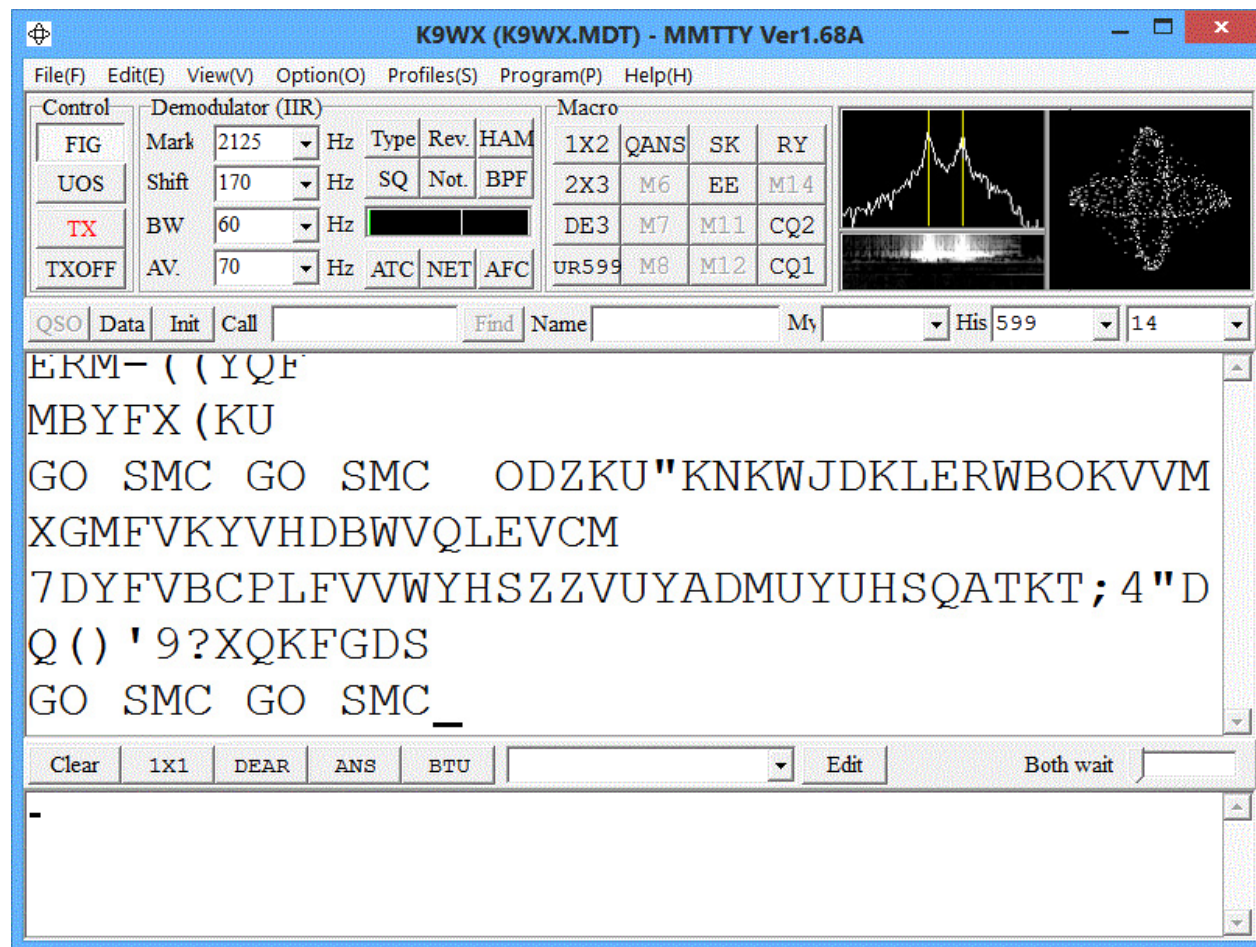 K9WX (K9WX.MDT) - MMTTY Ver1.68A
File(F) Edit(E) View(V) Option(O) Profiles(S) Program(P) Help(H)
Control Demodulator (IIR) Macro
FIG Mark 2125 Hz Type Rev. HAM 1X2 QANS SK RY
UOS Shift 170 Hz SQ Not. BPF 2X3 M6 EE M14
TX BW 60 Hz DE3 M7 M11 CQ2
TXOFF AV. 70 Hz ATC NET AFC UR599 M8 M12 CQ1
QSO Data Init Call Find Name My His 599 14
ERM-((YQF
MBYFX(KU
GO SMC GO SMC  ODZKU"KNKWJDKLERWBOKVVM
XGMFVKYVHDBWVQLEVCM
7DYFVBCPLFVVWYHSZZVUYADMUYUHSQATKT;4"D
Q()'9?XQKFGDS
GO SMC GO SMC_
Clear 1X1 DEAR ANS BTU Edit Both wait